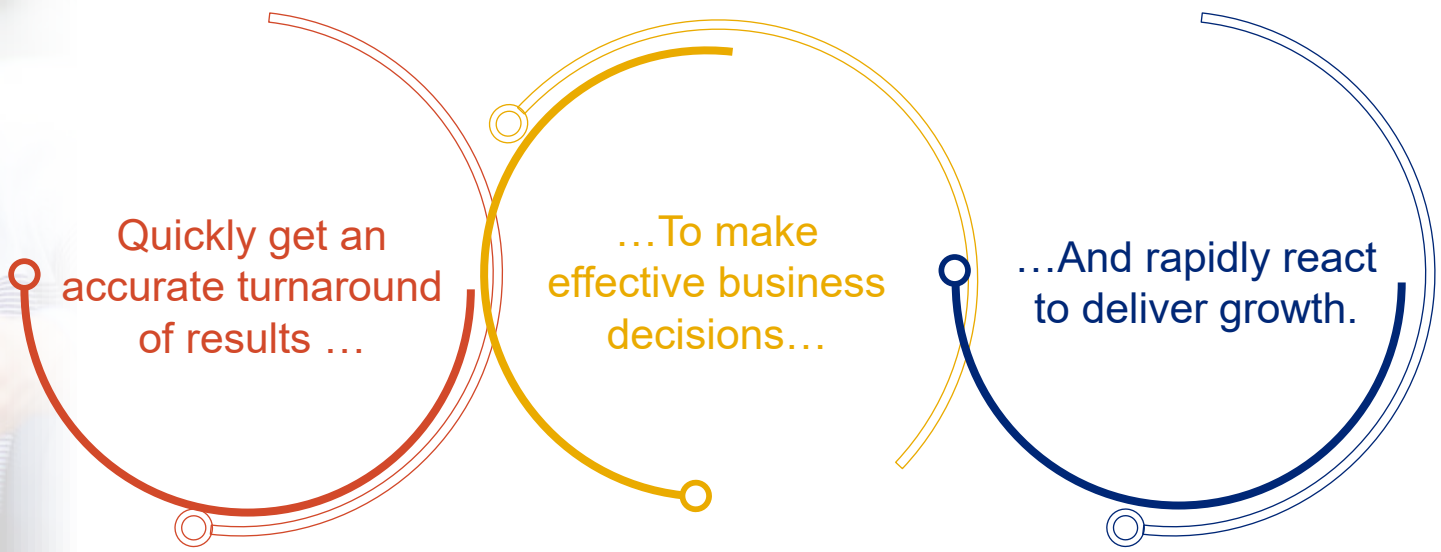 Quickly get an
accurate turnaround
of results …
…To make
effective business
decisions…
…And rapidly react
to deliver growth.